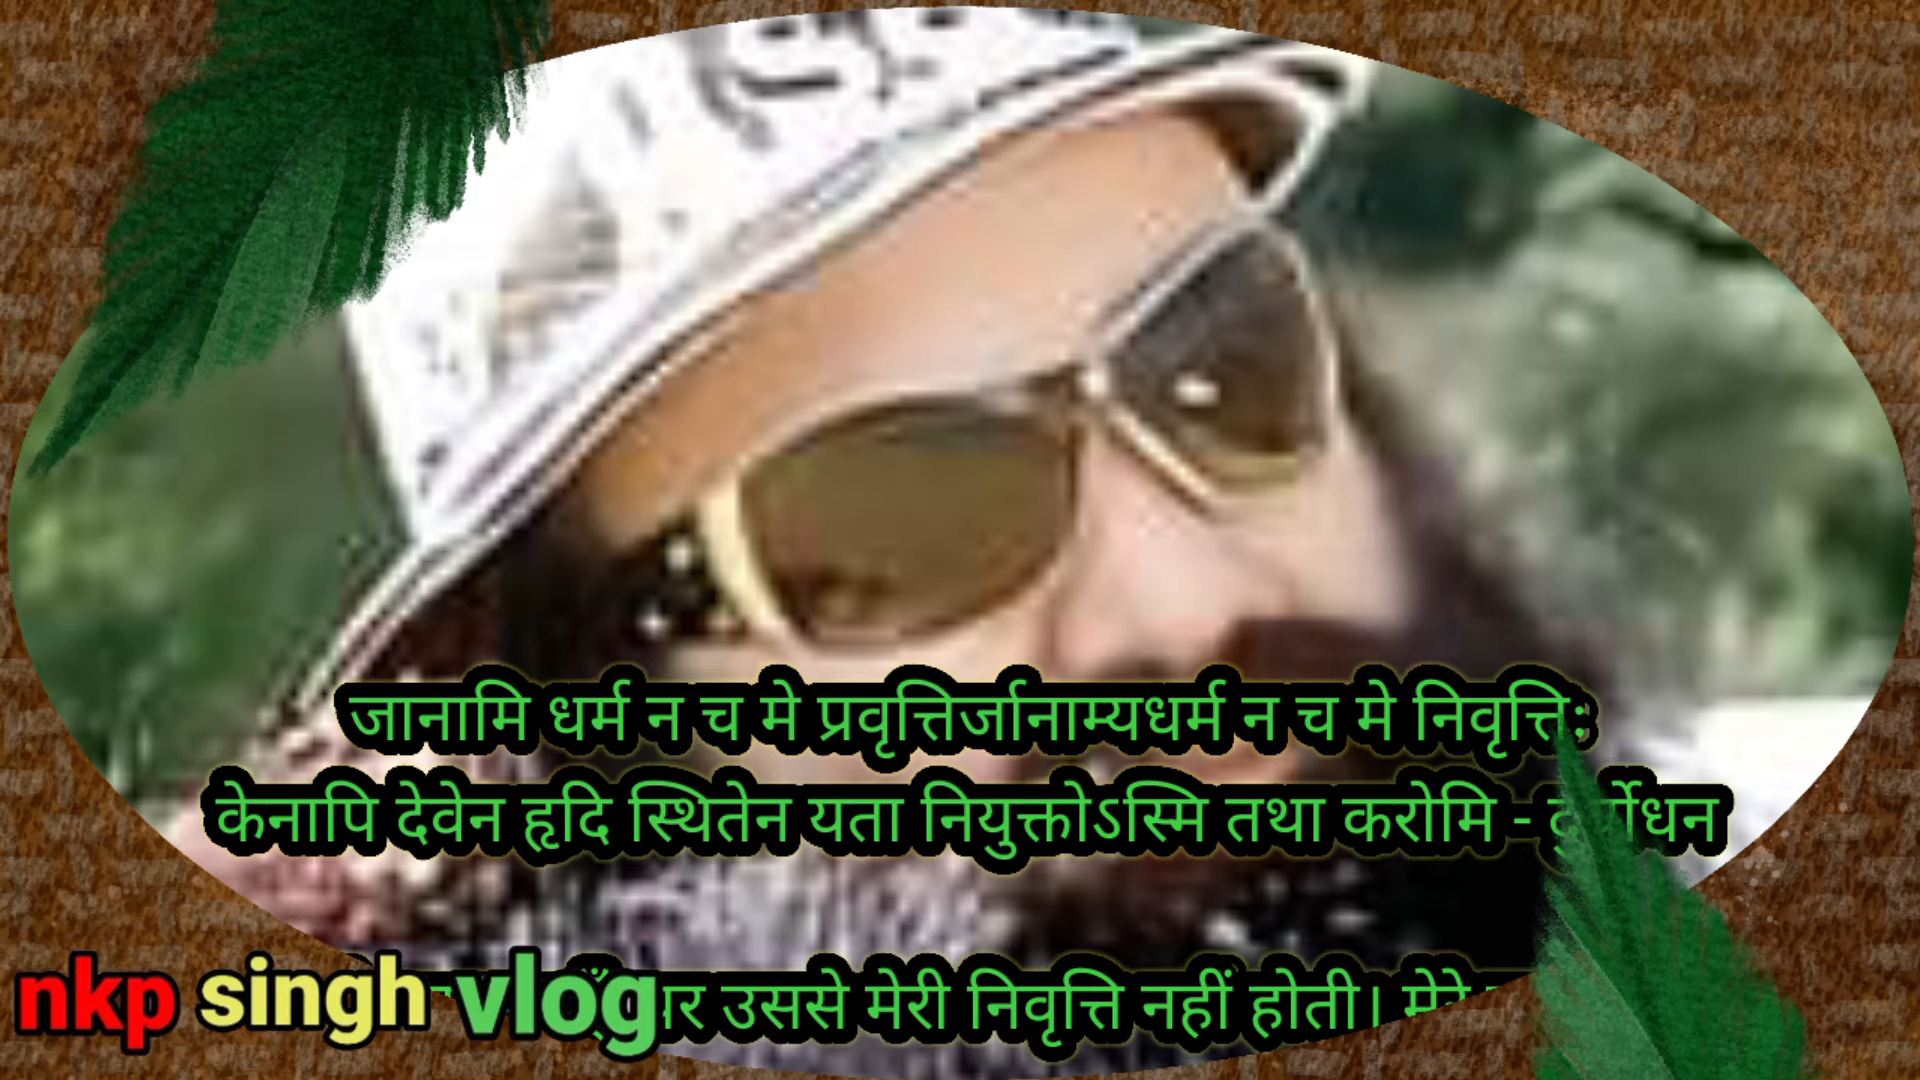 जानामि धर्म न च मे प्रवृत्तिर्जानाम्यधर्म न च मे निवृत्तिः
केनापि देवेन हृदि स्थितेन यता नियुक्तोऽस्मि तथा करोमि -
उससे मेरी निवृत्ति नहीं होती।
nkp singh vlog